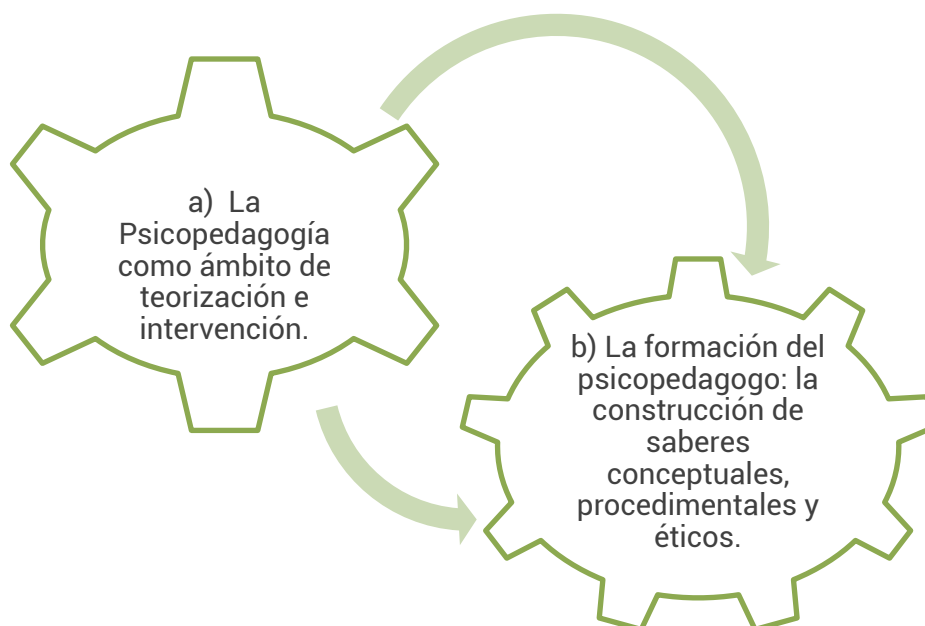 a) La
Psicopedagogía
como ámbito de
teorización e
intervención.
b) La formación del
psicopedagogo: la
construcción de
saberes
conceptuales,
procedimentales y
éticos.